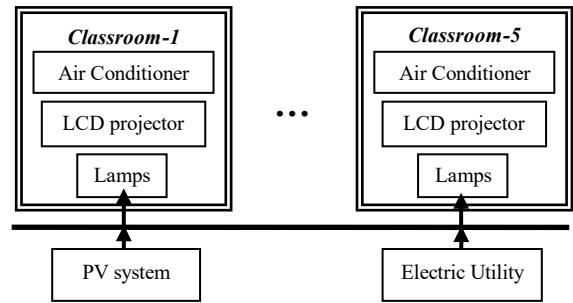 Classroom-1
Air Conditioner
LCD projector
Lamps
...
Classroom-5
Air Conditioner
LCD projector
Lamps
PV system
Electric Utility